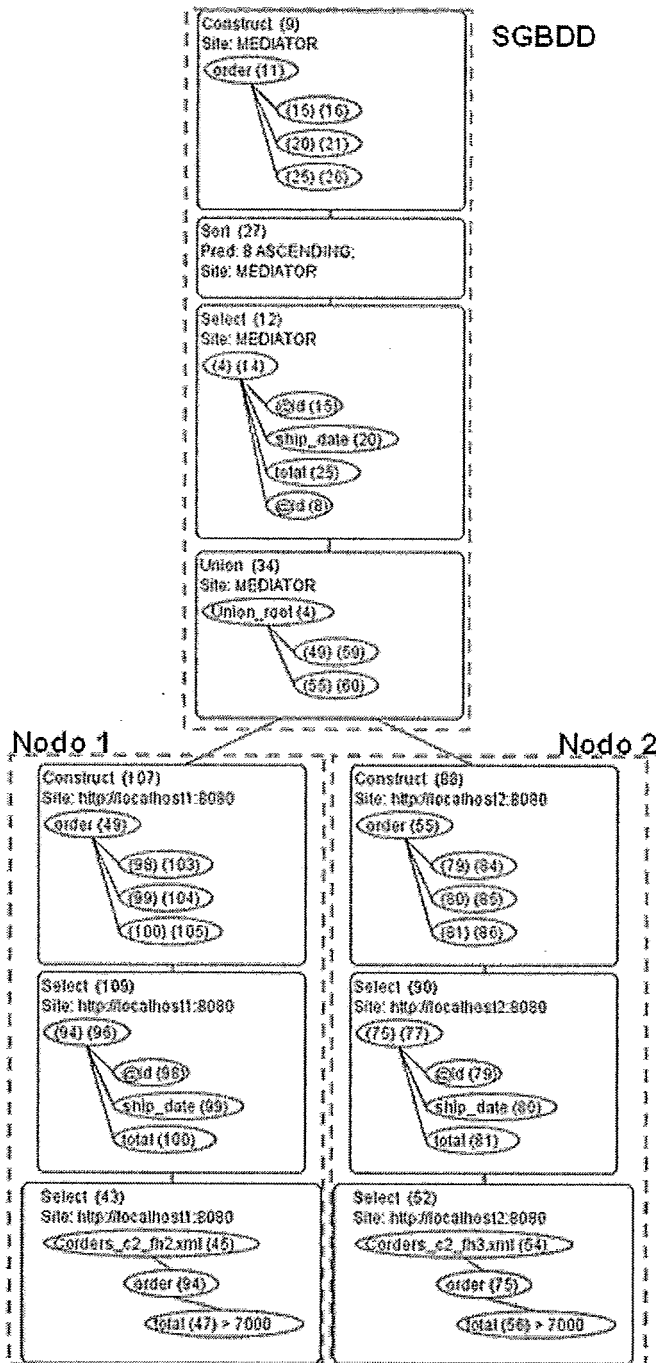 SGBDD
Construct (9)
Site: MEDIATOR
order (11)
(15) (16)
(20) (21)
(25) (26)
Sort (27)
Pred: 8 ASCENDING;
Site: MEDIATOR
Select (12)
Site: MEDIATOR
(4) (14)
@id (15)
ship_date (20)
total (25)
@id (8)
Union (34)
Site: MEDIATOR
Union_root (4)
(49) (59)
(55) (60)
Nodo 1
Construct (107)
Site: http://localhost1:8080
order (49)
(98) (103)
(99) (104)
(100) (105)
Select (109)
Site: http://localhost1:8080
(94) (96)
@id (98)
ship_date (99)
total (100)
Select (43)
Site: http://localhost1:8080
Corders_c2_fh2.xml (45)
order (94)
total (47) > 7000
Nodo 2
Construct (88)
Site: http://localhost2:8080
order (55)
(79) (84)
(80) (85)
(81) (86)
Select (90)
Site: http://localhost2:8080
(75) (77)
@id (79)
ship_date (80)
total (81)
Select (52)
Site: http://localhost2:8080
Corders_c2_fh3.xml (54)
order (75)
total (56) > 7000